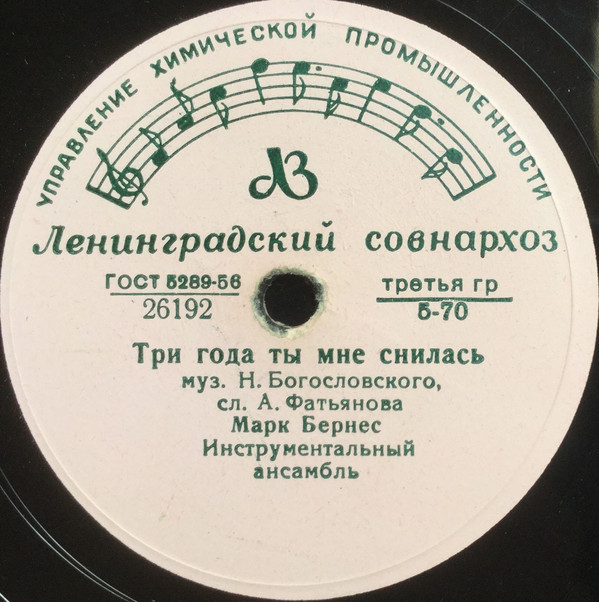 УПРАВЛЕНИЕ ХИМИЧЕСКОЙ ПРОМЫШЛЕННОСТИ
ЛЗ
Ленинградский совнархоз
ГОСТ 5289-56
26192
третья гр
5-70
Три года ты мне снилась
муз. Н. Богословского,
сл. А. Фатьянова
Марк Бернес
Инструментальный
ансамбль